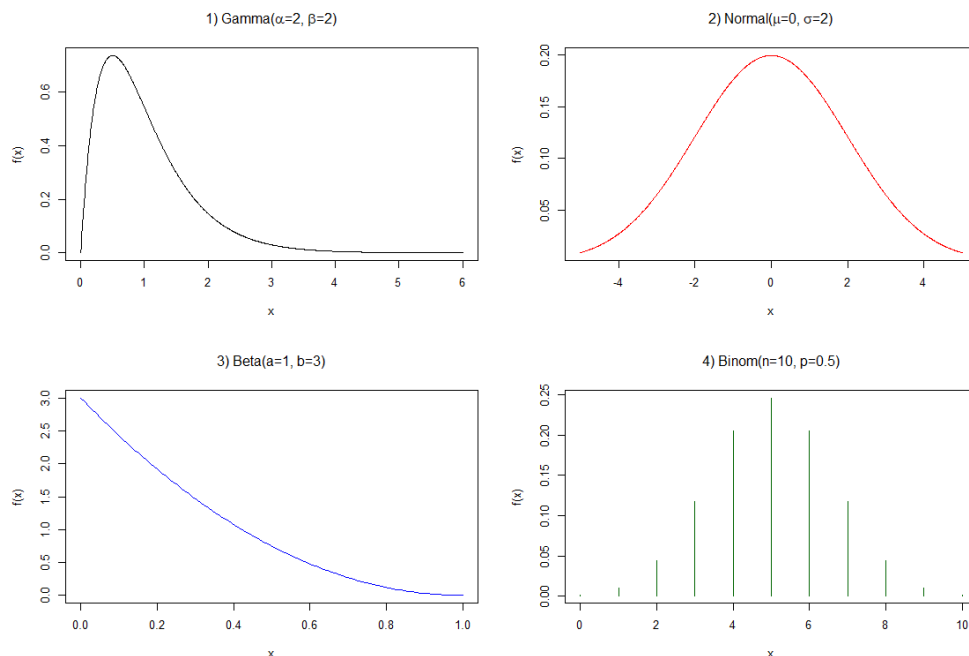 1) Gamma(α=2, β=2)
f(x)
0.0 0.2 0.4 0.6
0 1 2 3 4 5 6
x
2) Normal(μ=0, σ=2)
f(x)
0.05 0.10 0.15 0.20
-4 -2 0 2 4
x
3) Beta(a=1, b=3)
f(x)
0.0 0.5 1.0 1.5 2.0 2.5 3.0
0.0 0.2 0.4 0.6 0.8 1.0
x
4) Binom(n=10, p=0.5)
f(x)
0.00 0.05 0.10 0.15 0.20 0.25
0 2 4 6 8 10
x